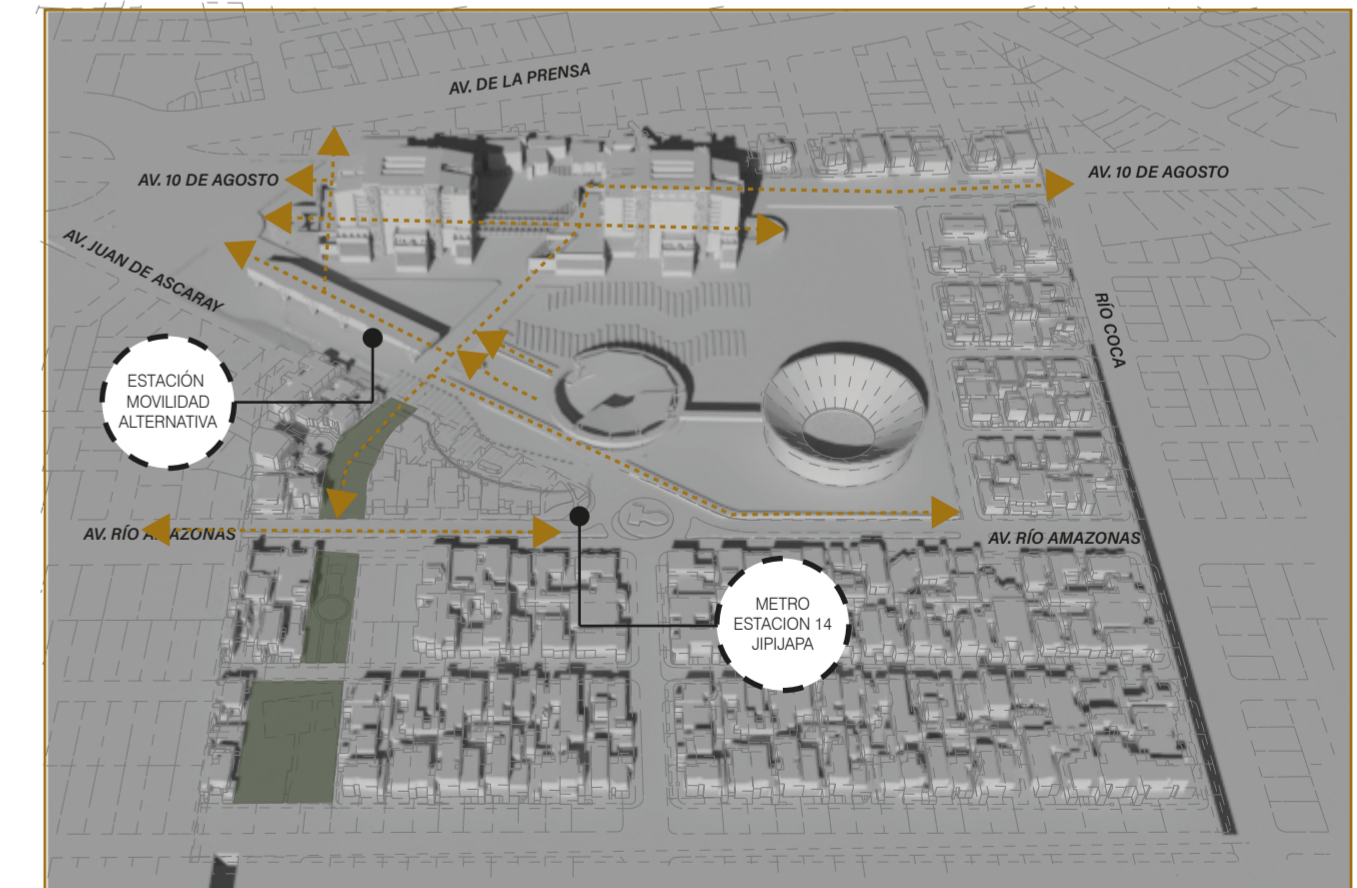 AV. DE LA PRENSA
AV. 10 DE AGOSTO
AV. 10 DE AGOSTO
AV. JUAN DE ASCARAY
RÍO COCA
ESTACIÓN
MOVILIDAD
ALTERNATIVA
AV. RÍO AMAZONAS
AV. RÍO AMAZONAS
METRO
ESTACION 14
JIPIJAPA